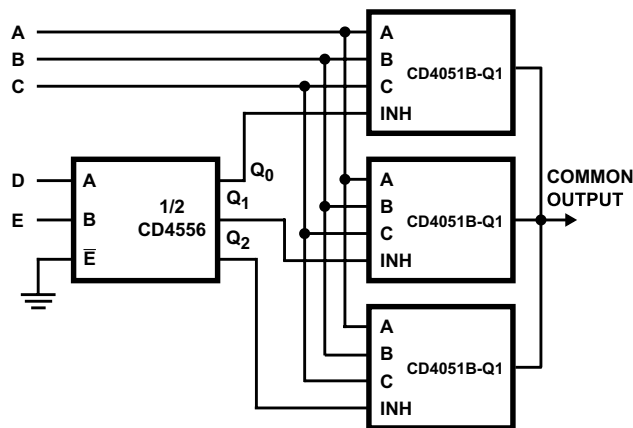 A
B
C
D
E
A
B
E̅
1/2
CD4556
Q0
Q1
Q2
A
B
C
INH
CD4051B-Q1
A
B
C
INH
CD4051B-Q1
A
B
C
INH
CD4051B-Q1
COMMON
OUTPUT